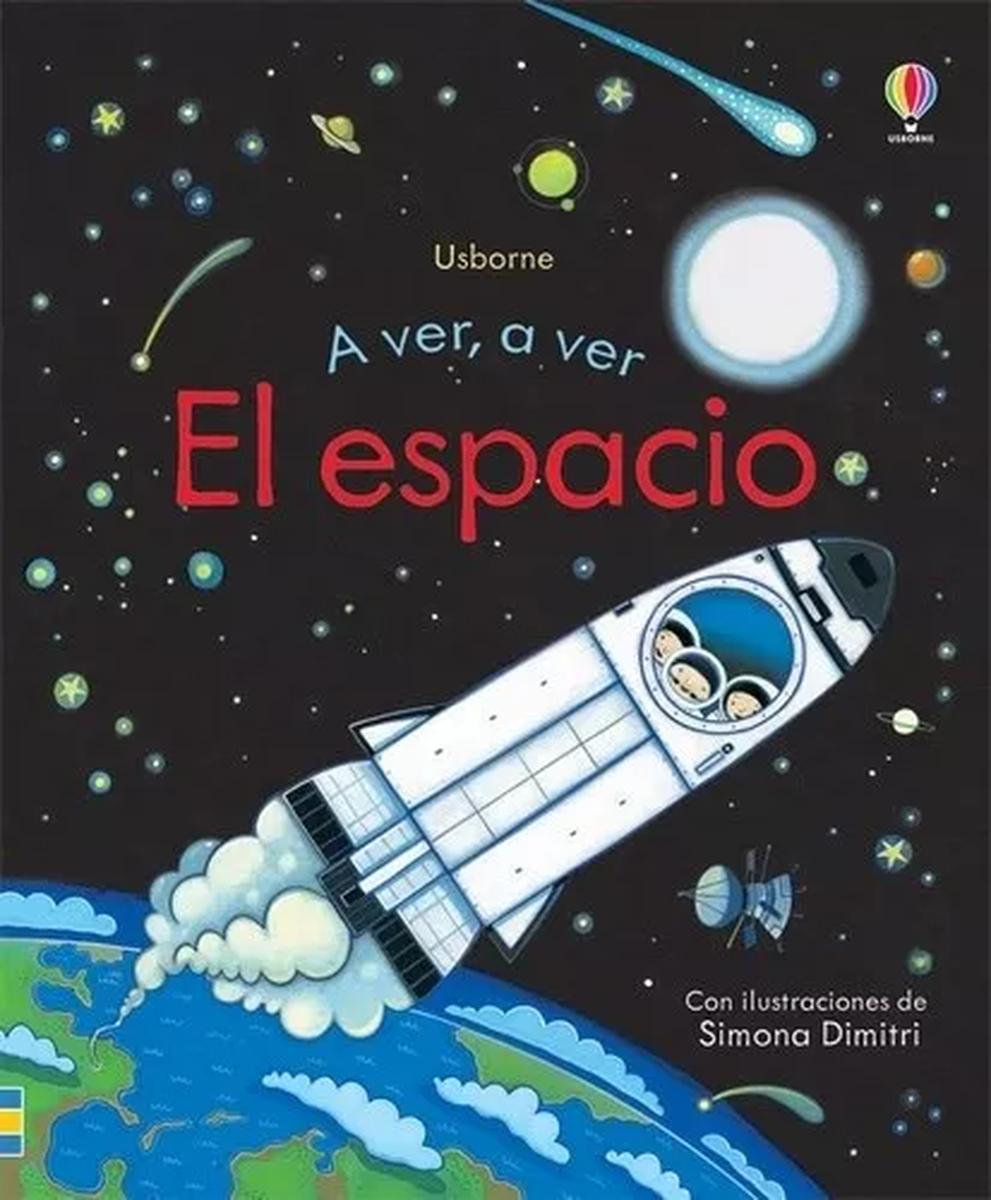 USBORNE
Usborne
A ver, a ver
El espacio
Con ilustraciones de
Simona Dimitri